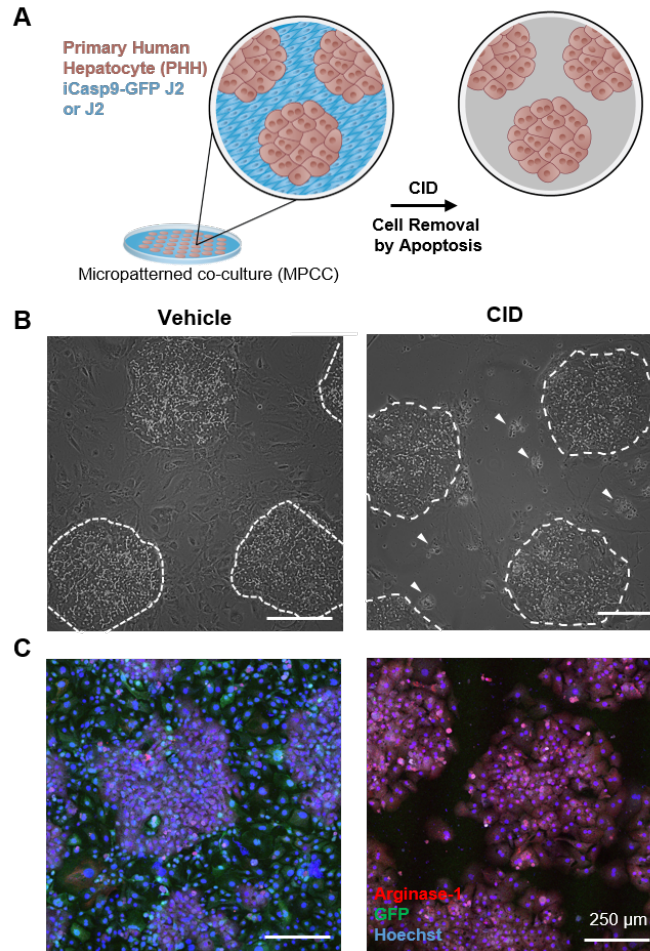 A
Primary Human
Hepatocyte (PHH)
iCasp9-GFP J2
or J2
CID
Cell Removal
by Apoptosis
Micropatterned co-culture (MPCC)
B
Vehicle
CID
C
Arginase-1
GFP
Hoechst
250 µm